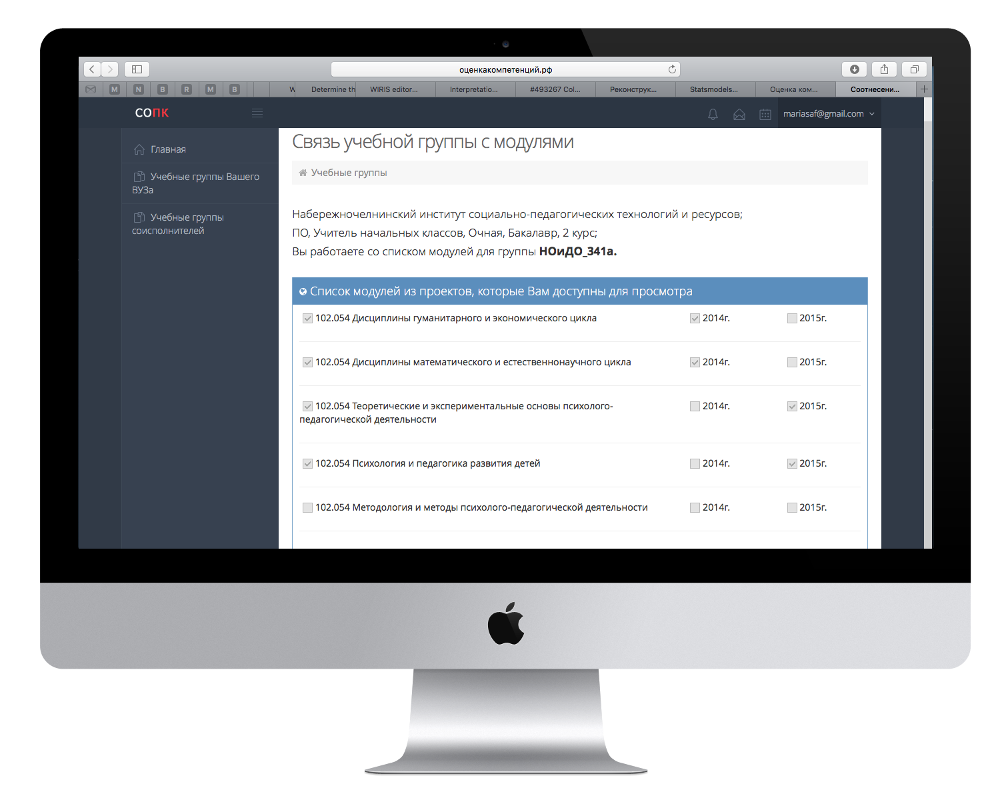 оценкакомпетенций.рф
M N B R M B W Determine th WIRIS editor... Interpretatio... #493267 Col... Реконструк... Statsmodels... Оценка ком... Соотнесени...
СОПК
mariasaf@gmail.com
Главная
Учебные группы Вашего
ВУЗа
Учебные группы
соисполнителей
Связь учебной группы с модулями
Учебные группы
Набережночелнинский институт социально-педагогических технологий и ресурсов;
ПО, Учитель начальных классов, Очная, Бакалавр, 2 курс;
Вы работаете со списком модулей для группы НОиДО_341а.
Список модулей из проектов, которые Вам доступны для просмотра
102.054 Дисциплины гуманитарного и экономического цикла 2014г. 2015г.
102.054 Дисциплины математического и естественнонаучного цикла 2014г. 2015г.
102.054 Теоретические и экспериментальные основы психолого- 2014г. 2015г.
педагогической деятельности
102.054 Психология и педагогика развития детей 2014г. 2015г.
102.054 Методология и методы психолого-педагогической деятельности 2014г. 2015г.